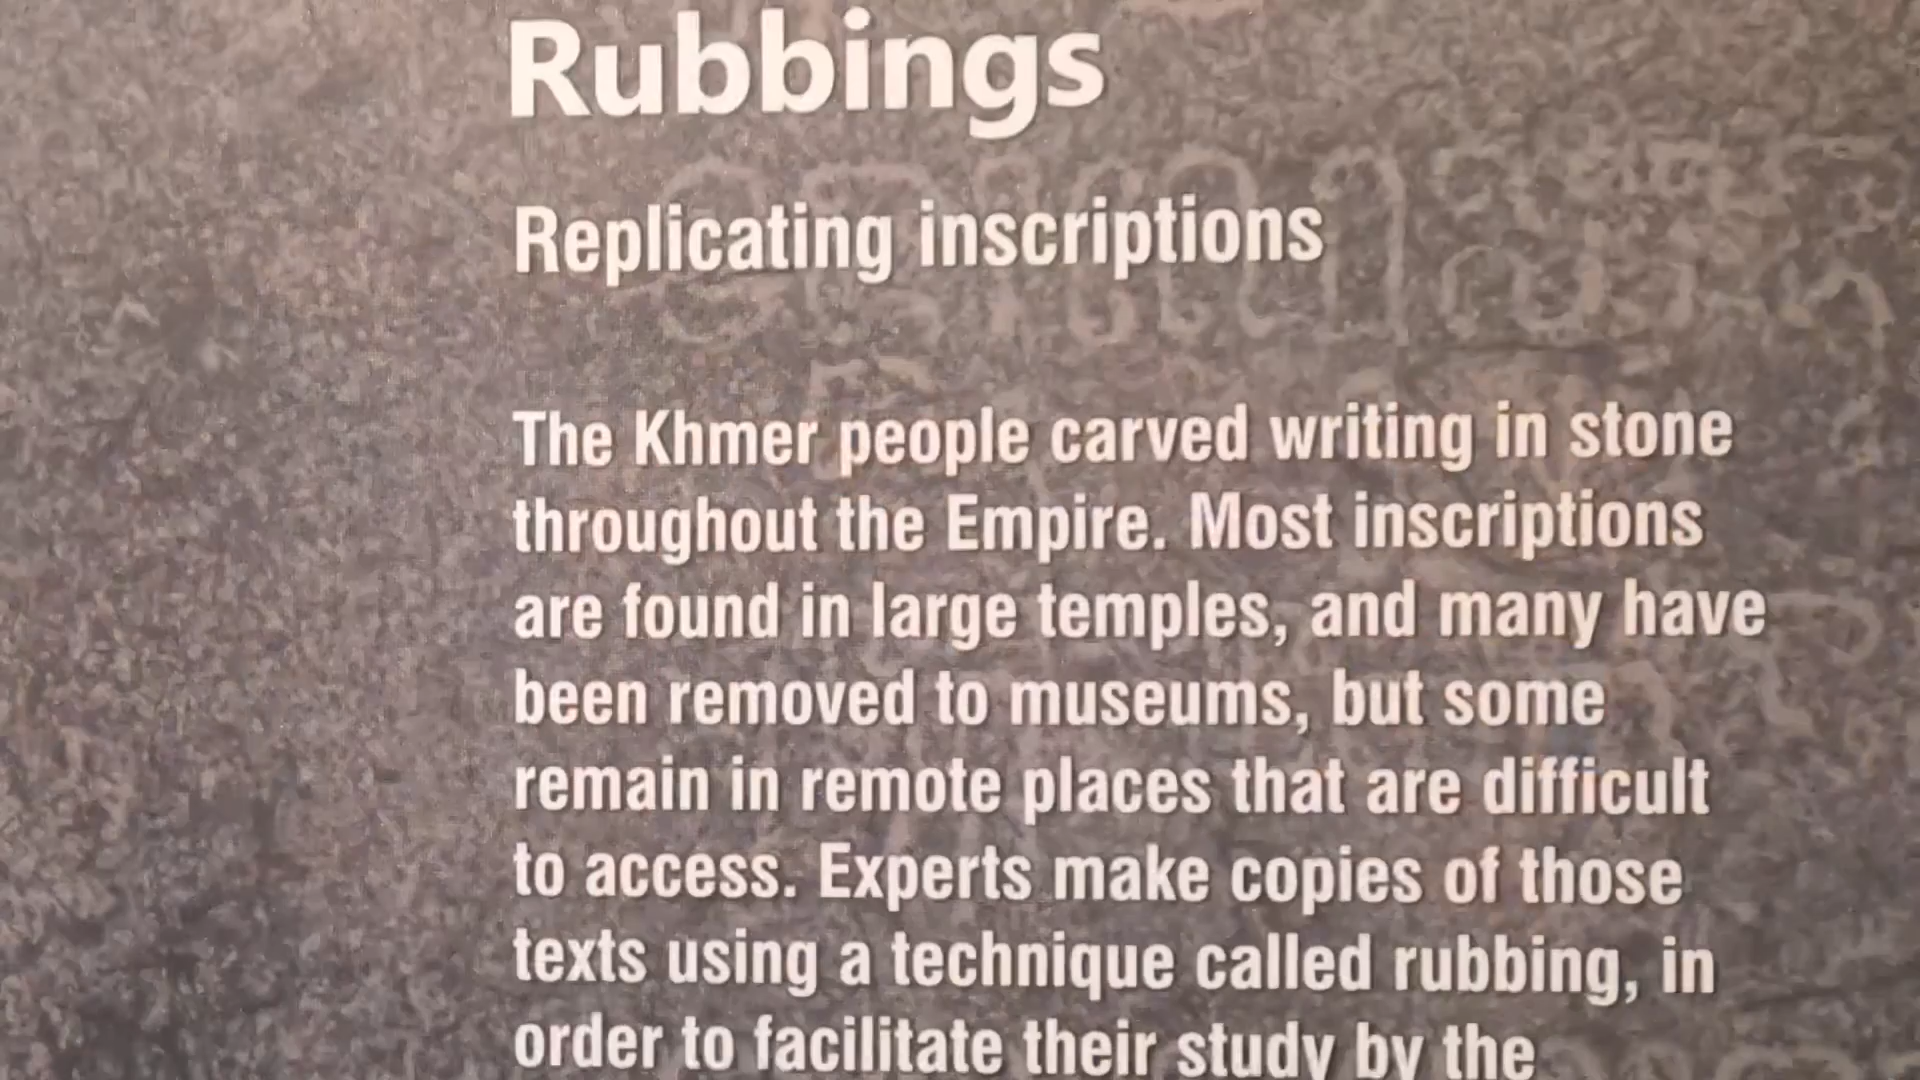 Rubbings
Replicating inscriptions
The Khmer people carved writing in stone
throughout the Empire. Most inscriptions
are found in large temples, and many have
been removed to museums, but some
remain in remote places that are difficult
to access. Experts make copies of those
texts using a technique called rubbing, in
order to facilitate their study by the